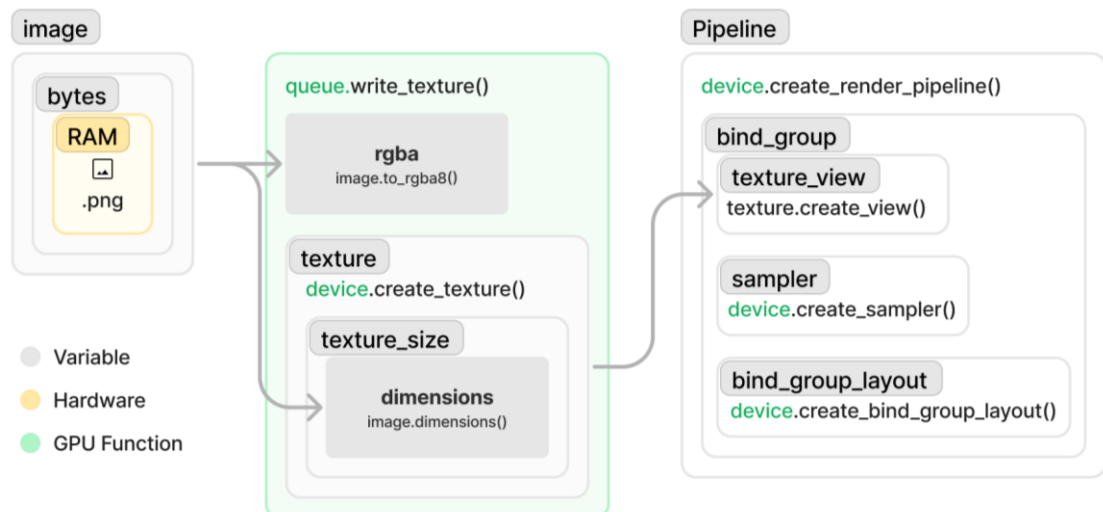 image
bytes
RAM
.png
Variable
Hardware
GPU Function
queue.write_texture()
rgba
image.to_rgba8()
texture
device.create_texture()
texture_size
dimensions
image.dimensions()
Pipeline
device.create_render_pipeline()
bind_group
texture_view
texture.create_view()
sampler
device.create_sampler()
bind_group_layout
device.create_bind_group_layout()